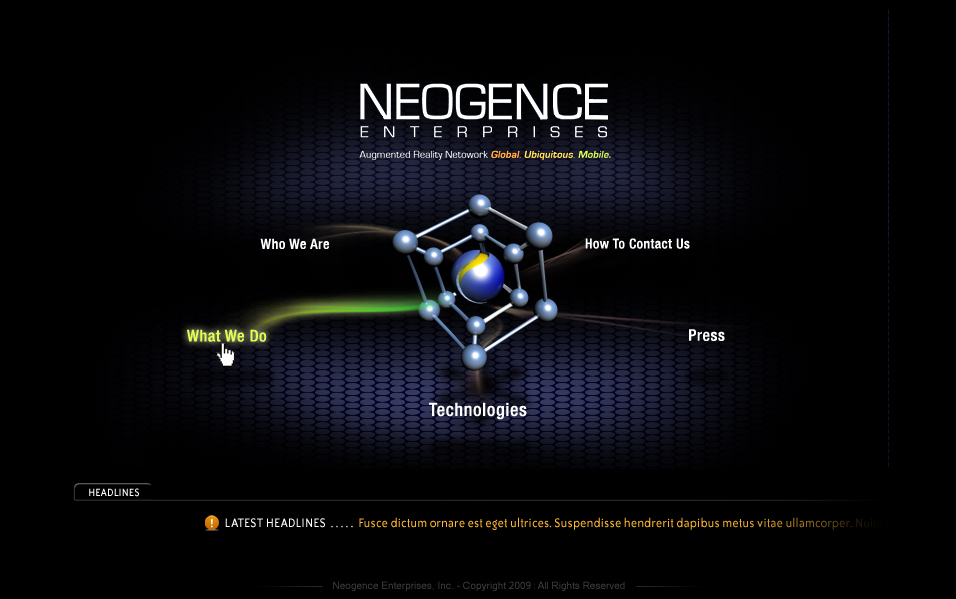 NEOGENCE
ENTERPRISES
Augmented Reality Netowork Global. Ubiquitous. Mobile.
Who We Are
How To Contact Us
What We Do
Press
Technologies
HEADLINES
LATEST HEADLINES ..... Fusce dictum ornare est eget ultrices. Suspendisse hendrerit dapibus metus vitae ullamcorper.
Neogence Enterprises, Inc. - Copyright 2009 : All Rights Reserved